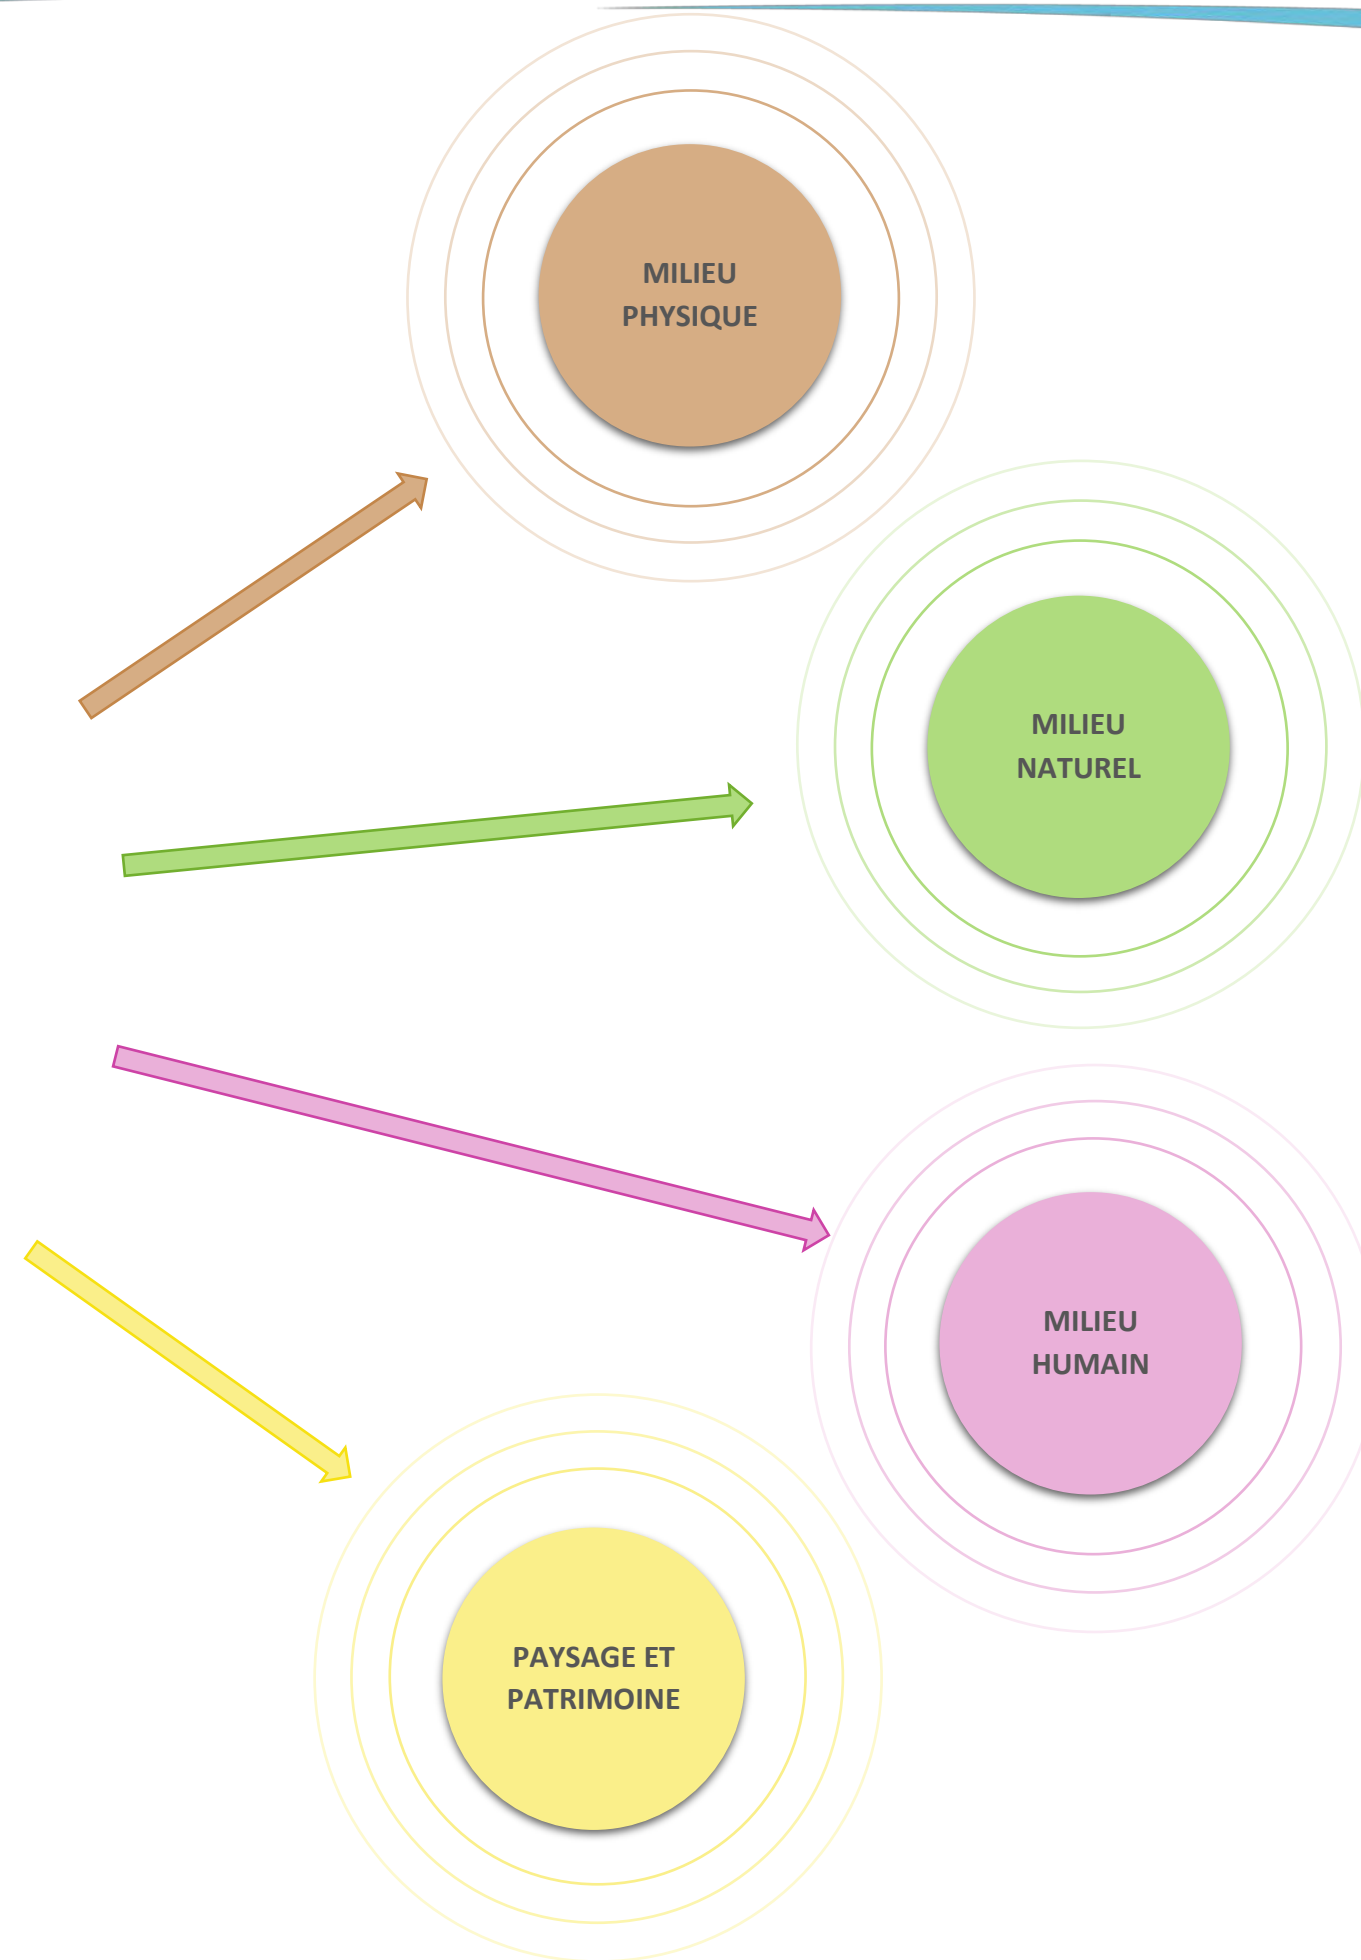 MILIEU
PHYSIQUE
MILIEU
NATUREL
MILIEU
HUMAIN
PAYSAGE ET
PATRIMOINE